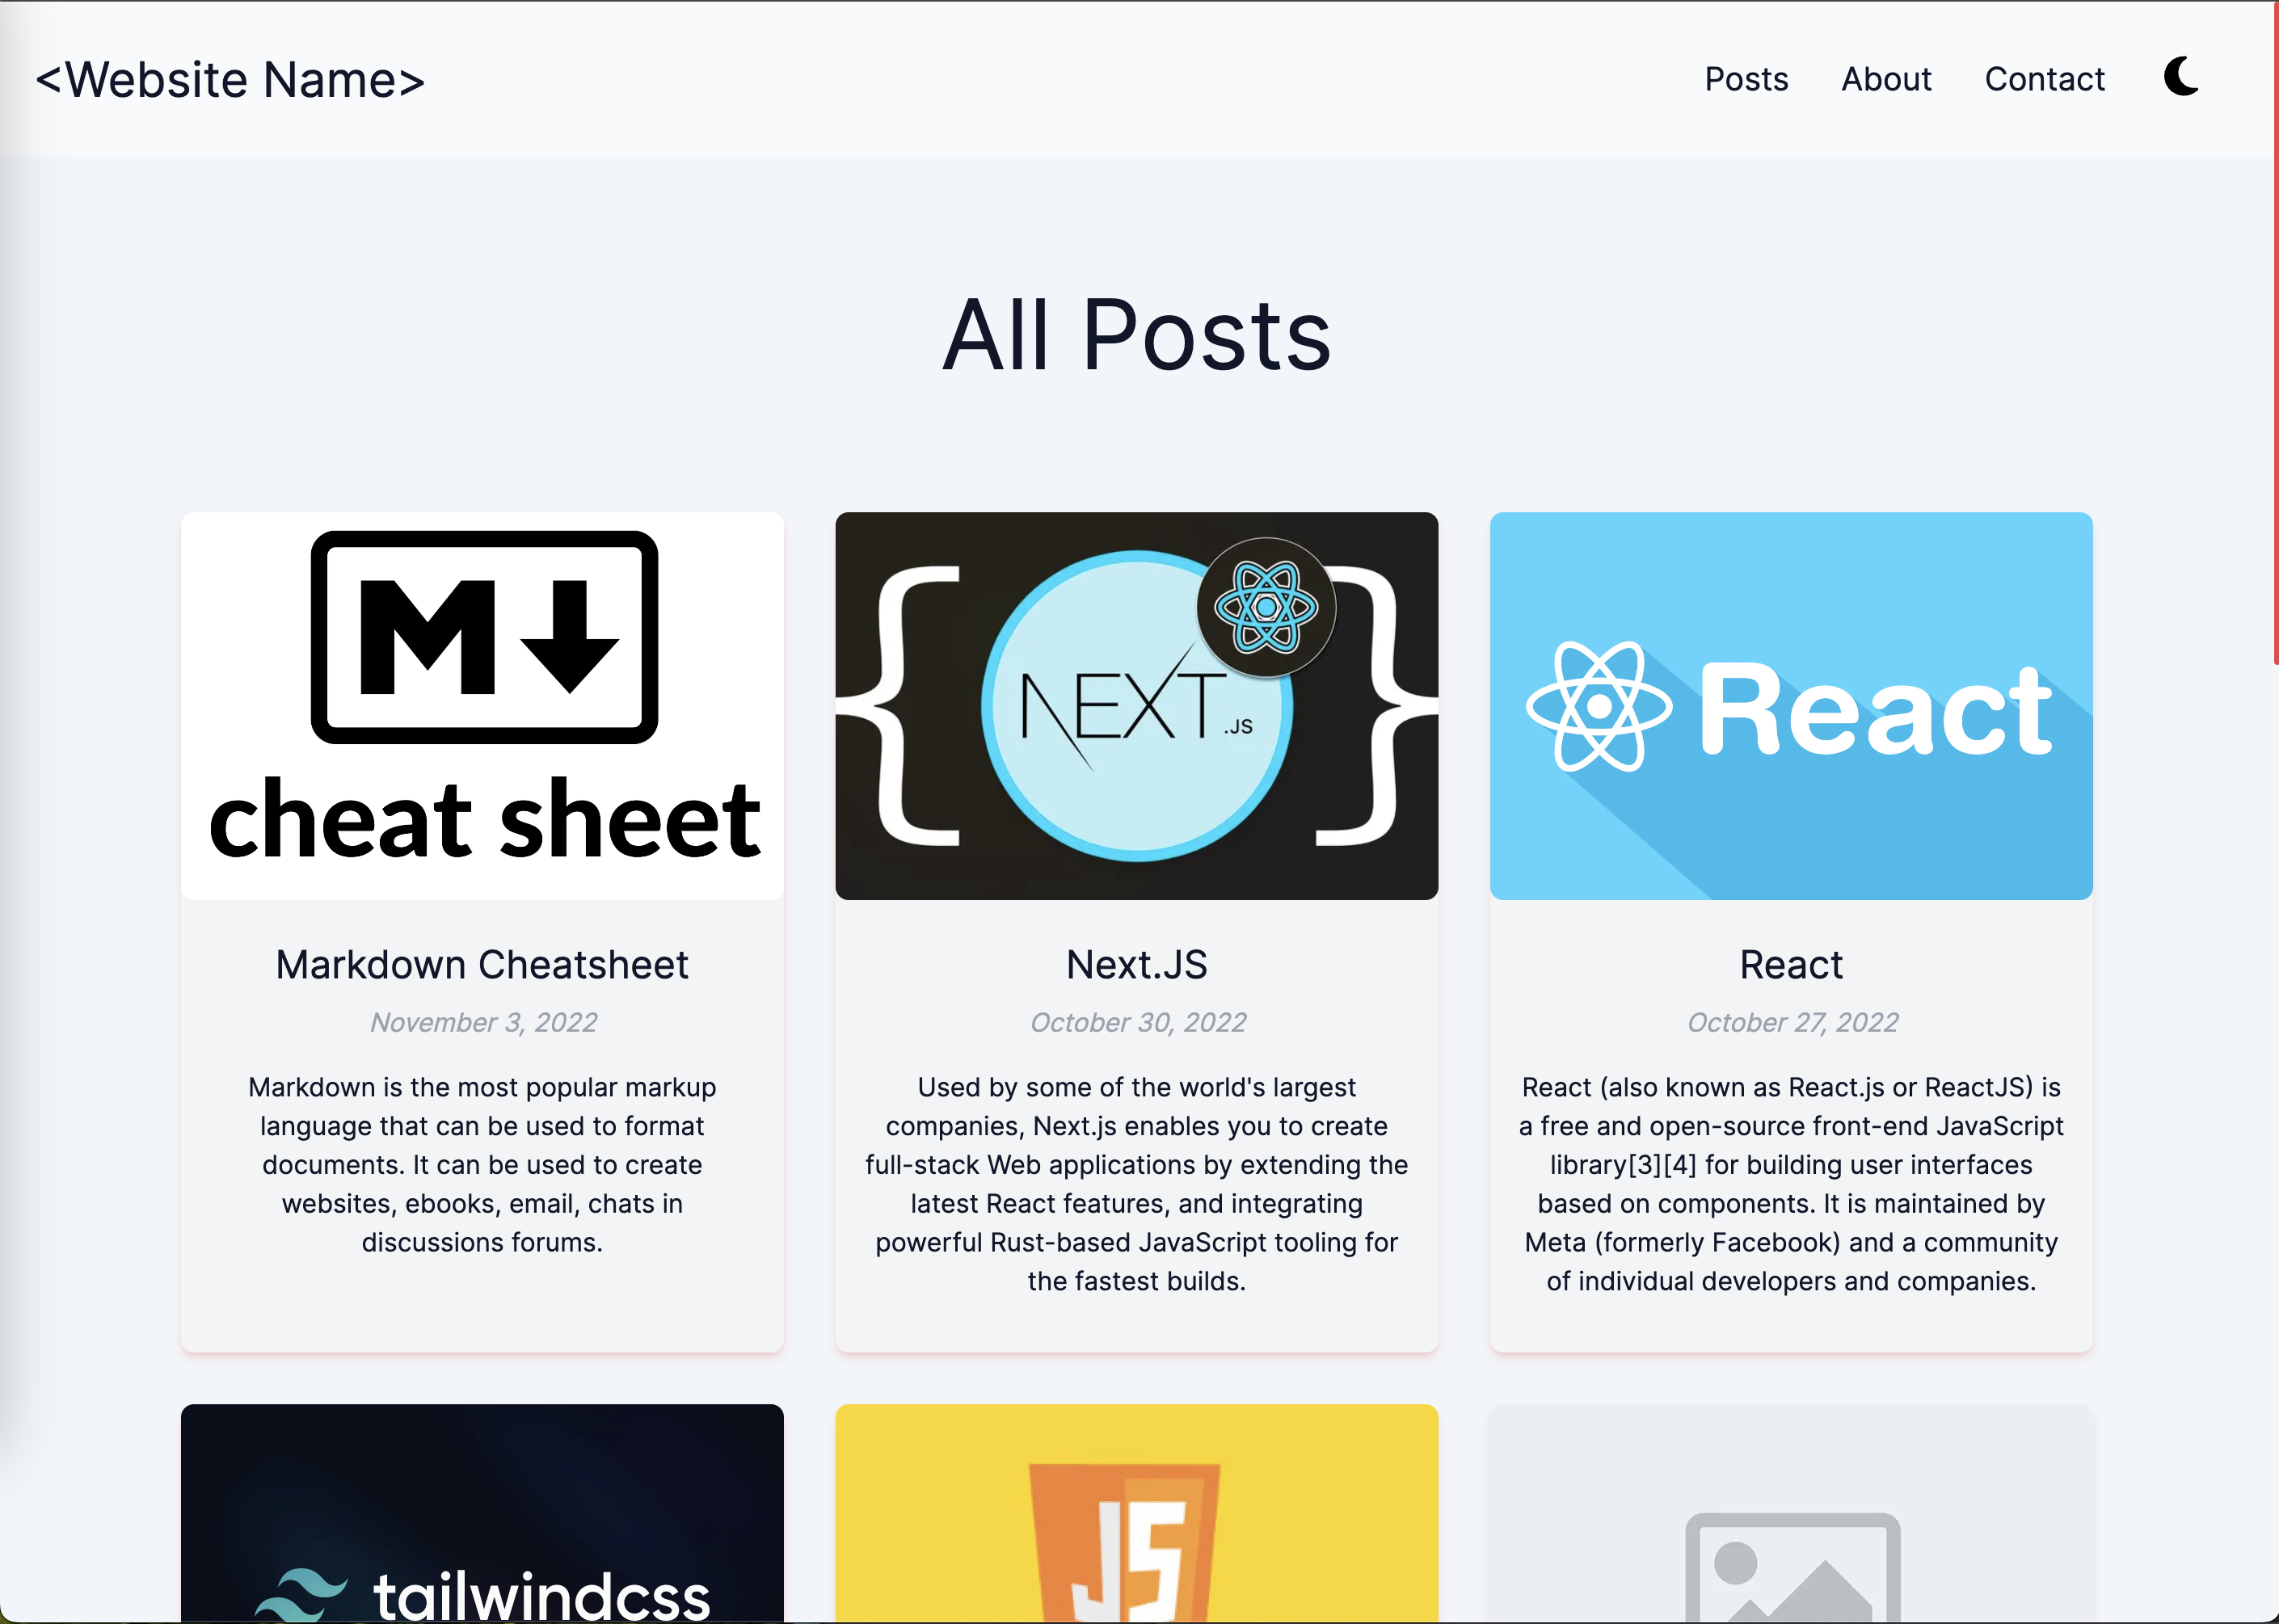 <Website Name>
Posts
About
Contact
All Posts
M
cheat sheet
NEXT.JS
React
Markdown Cheatsheet
November 3, 2022
Markdown is the most popular markup
language that can be used to format
documents. It can be used to create
websites, ebooks, email, chats in
discussions forums.
Next.JS
October 30, 2022
Used by some of the world's largest
companies, Next.js enables you to create
full-stack Web applications by extending the
latest React features, and integrating
powerful Rust-based JavaScript tooling for
the fastest builds.
React
October 27, 2022
React (also known as React.js or ReactJS) is
a free and open-source front-end JavaScript
library[3][4] for building user interfaces
based on components. It is maintained by
Meta (formerly Facebook) and a community
of individual developers and companies.
tailwindcss
JS